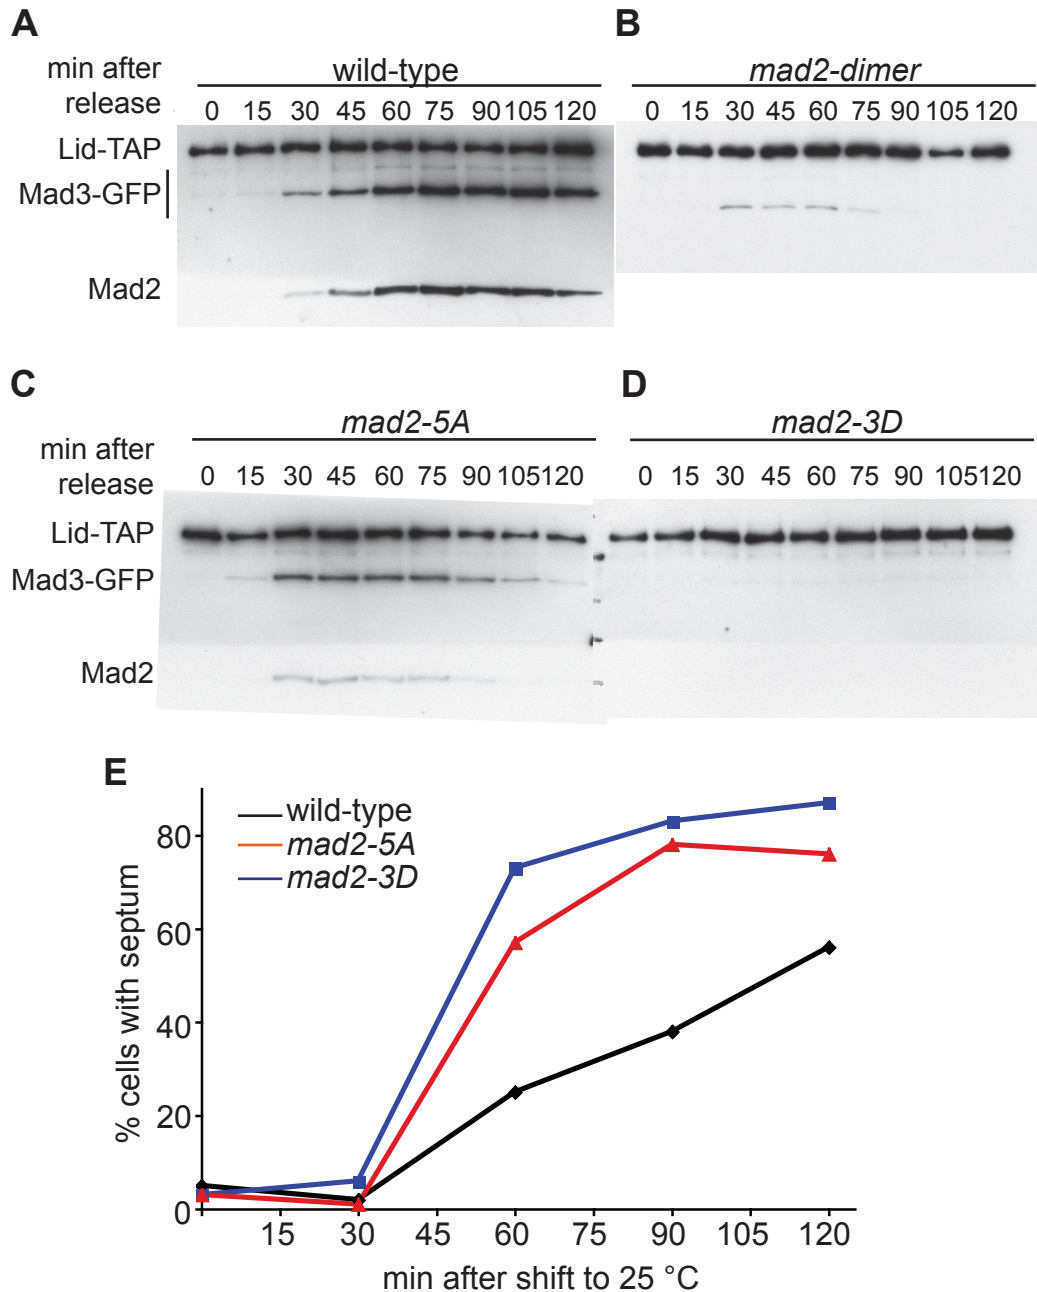 A
B
min after
release
wild-type
mad2-dimer
0 15 30 45 60 75 90 105 120
0 15 30 45 60 75 90 105 120
Lid-TAP
Mad3-GFP
Mad2
C
D
min after
release
mad2-5A
mad2-3D
0 15 30 45 60 75 90 105 120
0 15 30 45 60 75 90 105 120
Lid-TAP
Mad3-GFP
Mad2
E
wild-type
mad2-5A
mad2-3D
% cells with septum
80
60
40
20
0
15 30 45 60 75 90 105 120
min after shift to 25 °C